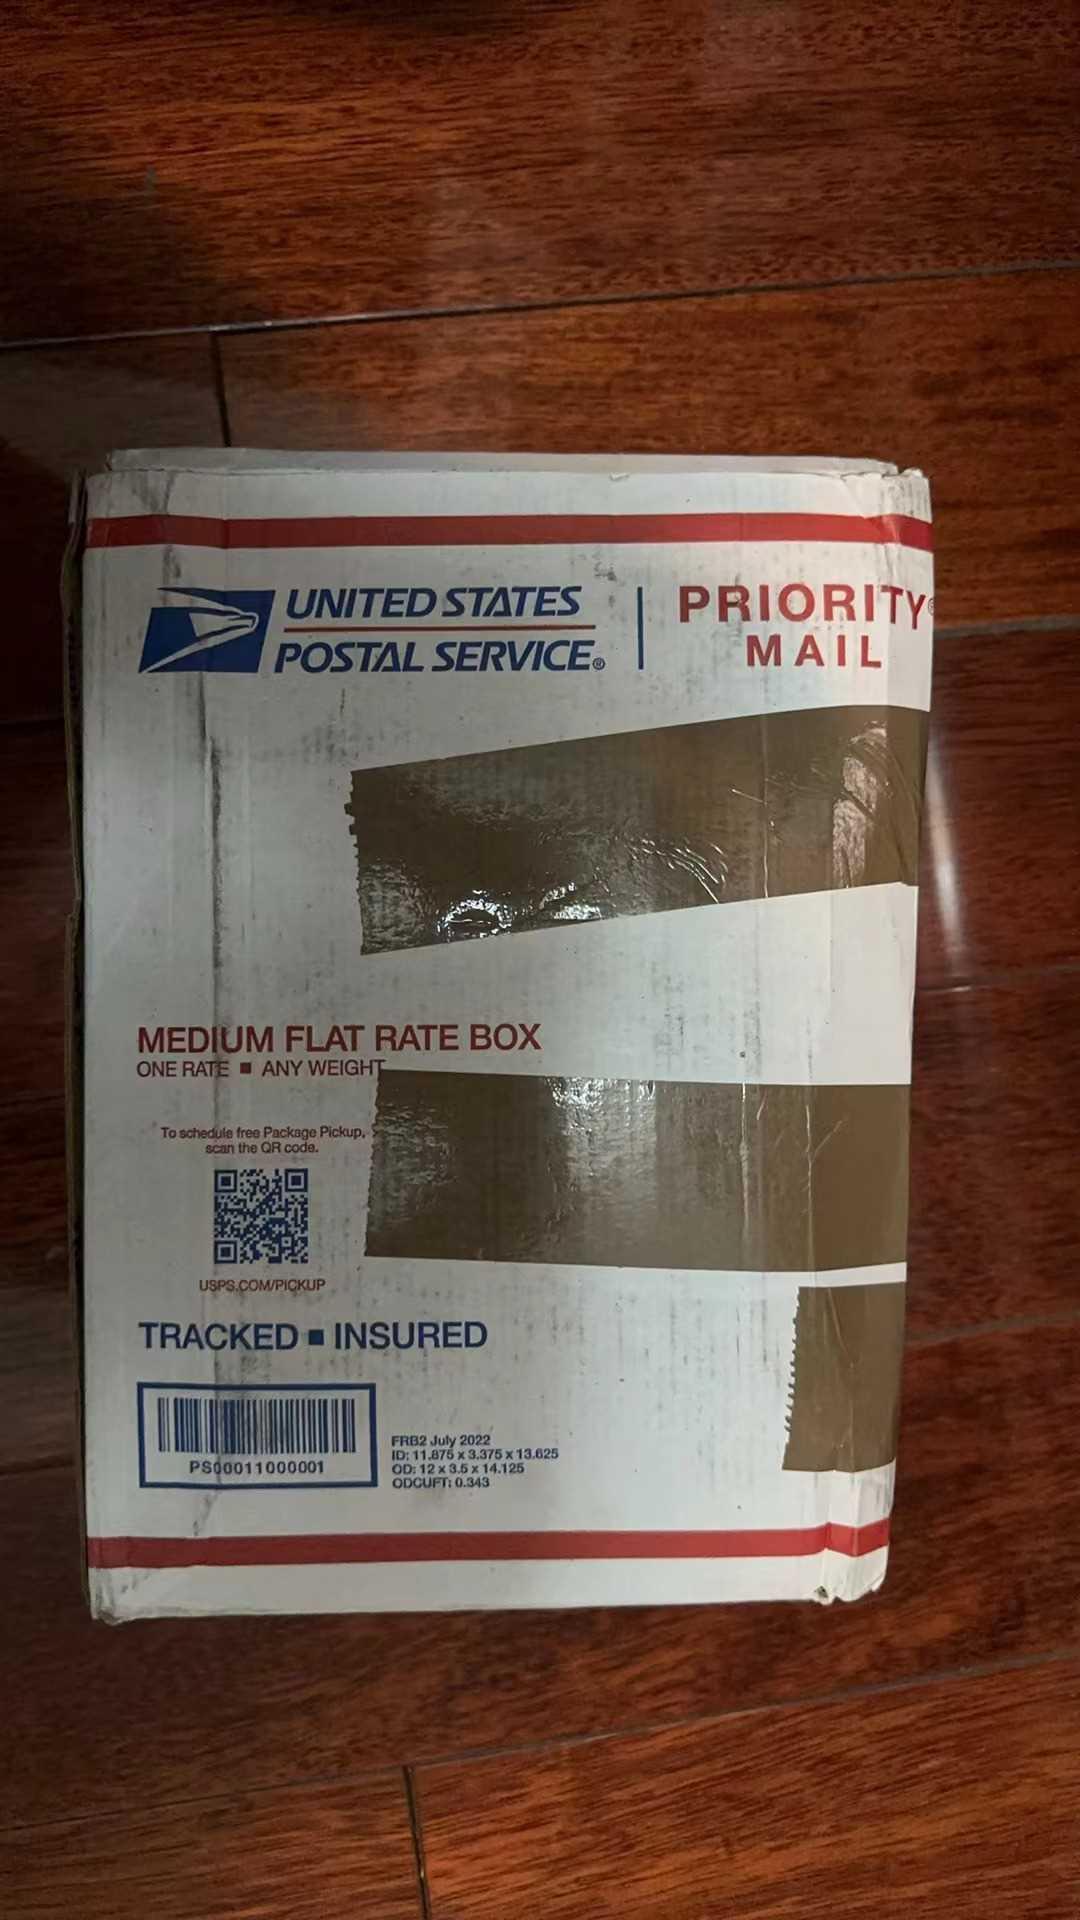 UNITED STATES
POSTAL SERVICE®
PRIORITY®
MAIL
MEDIUM FLAT RATE BOX
ONE RATE ■ ANY WEIGHT
To schedule free Package Pickup,
scan the QR code.
USPS.COM/PICKUP
TRACKED ■ INSURED
PS00011000001
FRB2 July 2022
ID: 11.875 x 3.375 x 13.625
OD: 12 x 3.5 x 14.125
ODCUFT: 0.343